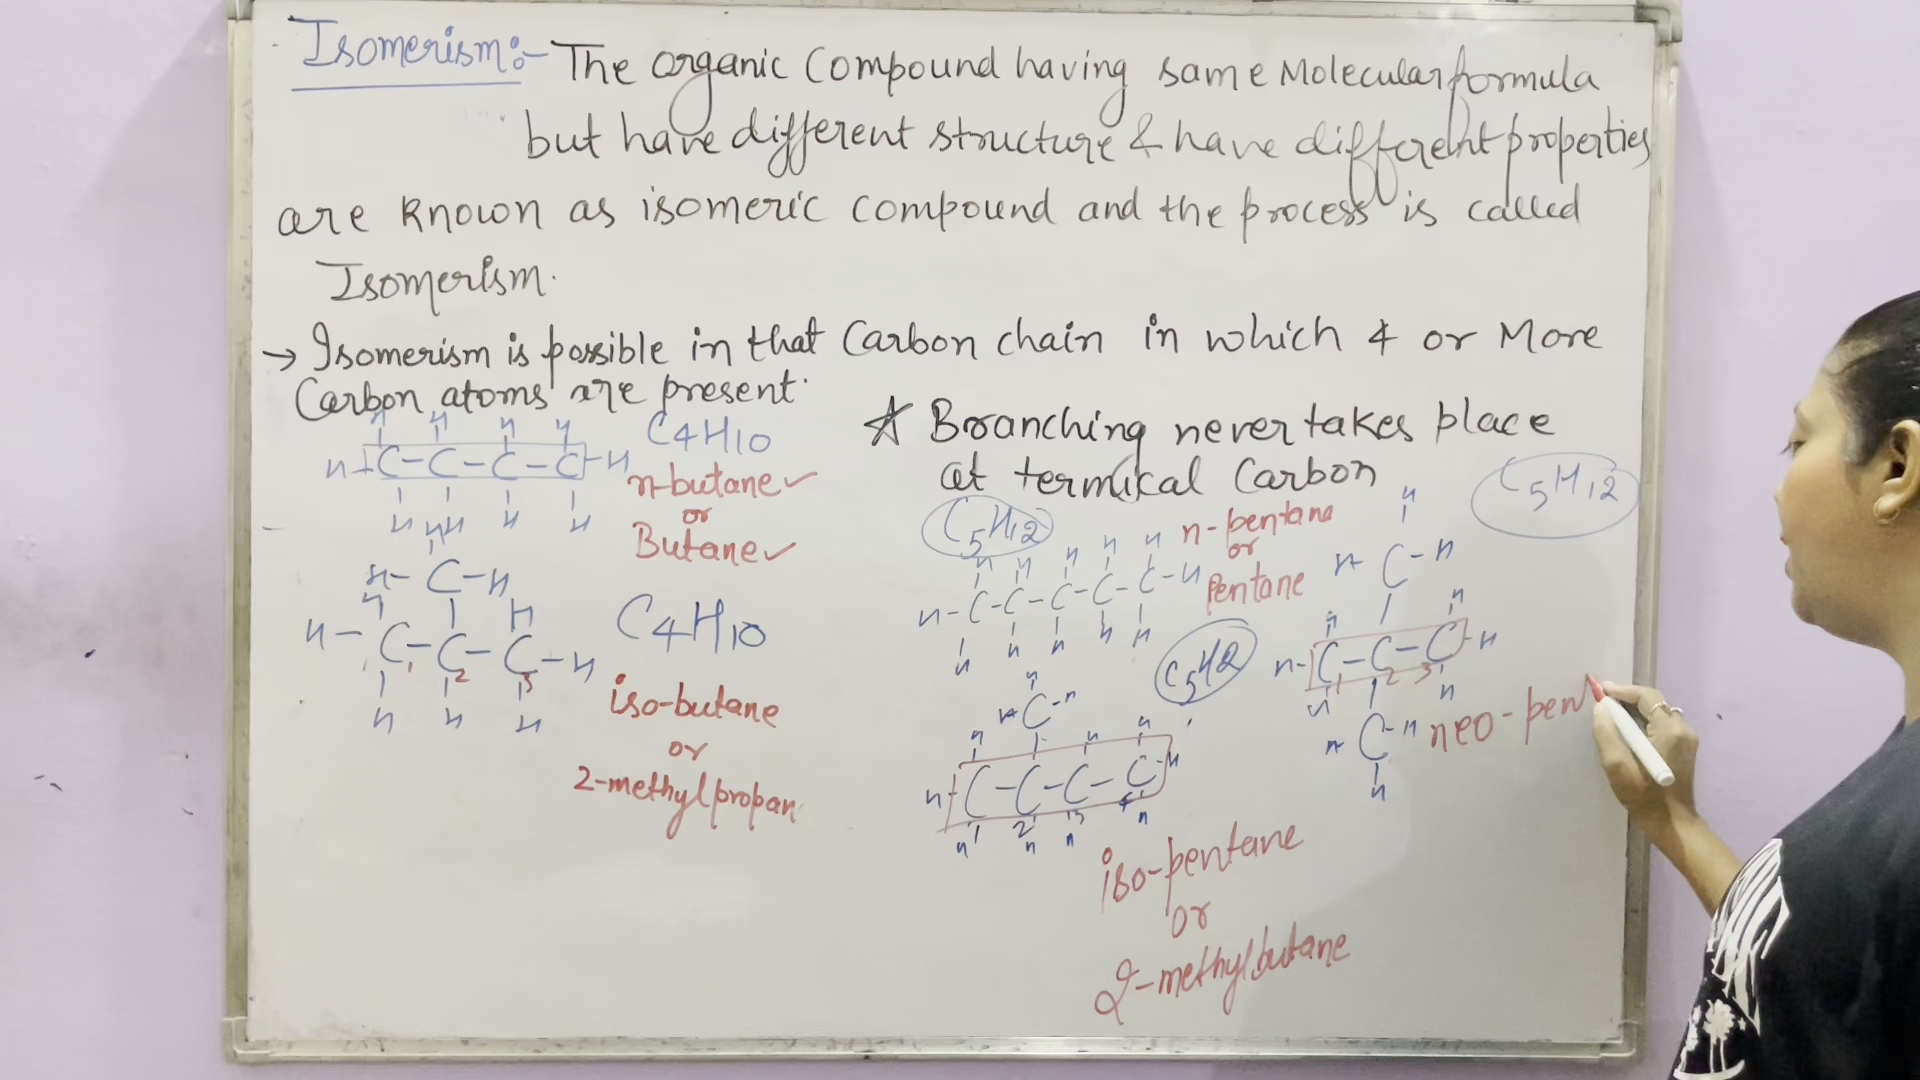 Isomerism:- The organic Compound having same Molecular formula
but have different structure & have different properties
are known as isomeric compound and the process is called
Isomerism.
→ Isomerism is possible in that Carbon chain in which 4 or More
Carbon atoms are present.
H H H H
H-C-C-C-C-H
H H H H
C4H10
n-butane ✓
or
Butane ✓
H
H-C-H
H H
H-C-C-C-H
1 2 3
H H H
C4H10
iso-butane
or
2-methylpropan
☆ Branching never takes place
at termical Carbon
C5H12
n-pentane
or
Pentane
H H H H H
H-C-C-C-C-C-H
H H H H H
C5H12
H
H-C-H
H H H
H-C-C-C-C-H
1 2 3 4
H H H H
iso-pentane
or
2-methylbutane
C5H12
H
H-C-H
H H
H-C-C-C-H
1 2 3
H H
H-C-H
H
neo-pen